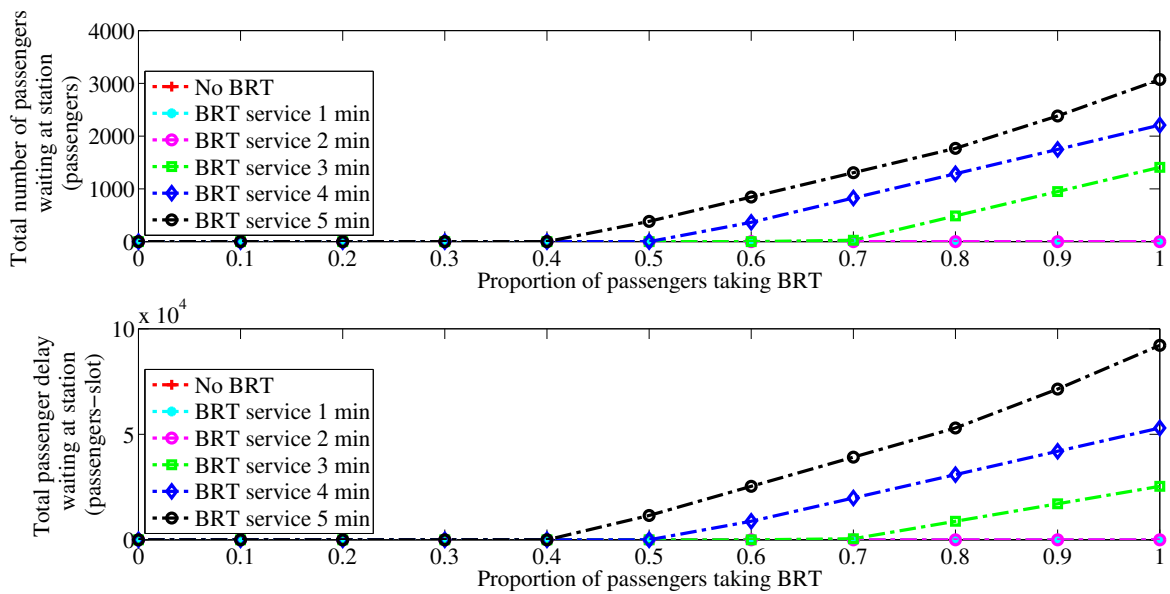 Total number of passengers
waiting at station
(passengers)
4000
3000
2000
1000
0
No BRT
BRT service 1 min
BRT service 2 min
BRT service 3 min
BRT service 4 min
BRT service 5 min
0 0.1 0.2 0.3 0.4 0.5 0.6 0.7 0.8 0.9 1
Proportion of passengers taking BRT
Total passenger delay
waiting at station
(passengers−slot)
x 10^4
10
5
0
No BRT
BRT service 1 min
BRT service 2 min
BRT service 3 min
BRT service 4 min
BRT service 5 min
0 0.1 0.2 0.3 0.4 0.5 0.6 0.7 0.8 0.9 1
Proportion of passengers taking BRT